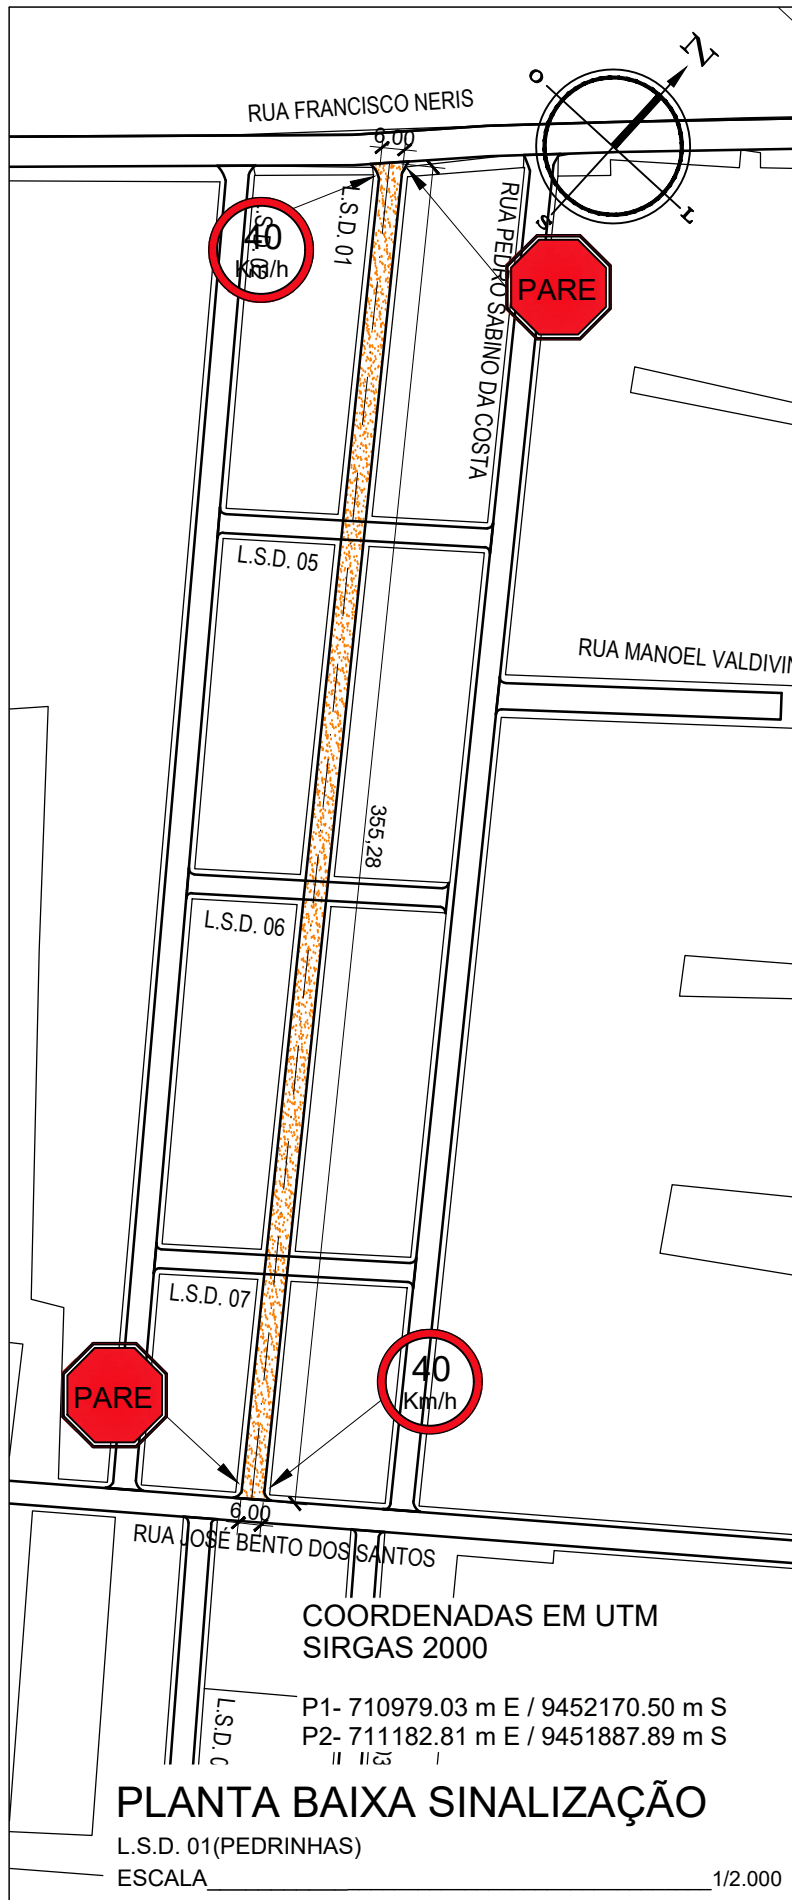 RUA FRANCISCO NERIS
6.00
N
O
S
L
L.S.D. 01
40
Km/h
RUA PEDRO SABINO DA COSTA
PARE
L.S.D. 05
RUA MANOEL VALDIVIN
355,28
L.S.D. 06
L.S.D. 07
PARE
40
Km/h
6,00
RUA JOSÉ BENTO DOS SANTOS
COORDENADAS EM UTM
SIRGAS 2000
P1- 710979.03 m E / 9452170.50 m S
P2- 711182.81 m E / 9451887.89 m S
L.S.D.
PLANTA BAIXA SINALIZAÇÃO
L.S.D. 01(PEDRINHAS)
ESCALA 1/2.000